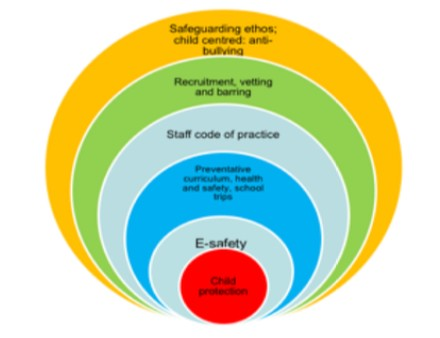 Safeguarding ethos;
child centred: anti-
bullying
Recruitment, vetting
and barring
Staff code of practice
Preventative
curriculum, health
and safety, school
trips
E-safety
Child
protection